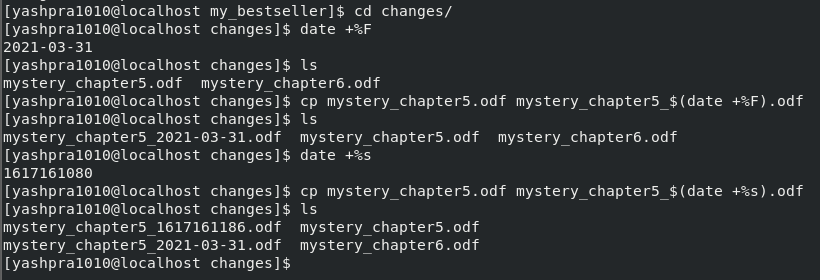 [yashpra1010@localhost my_bestseller]$ cd changes/
[yashpra1010@localhost changes]$ date +%F
2021-03-31
[yashpra1010@localhost changes]$ ls
mystery_chapter5.odf  mystery_chapter6.odf
[yashpra1010@localhost changes]$ cp mystery_chapter5.odf mystery_chapter5_$(date +%F).odf
[yashpra1010@localhost changes]$ ls
mystery_chapter5_2021-03-31.odf  mystery_chapter5.odf  mystery_chapter6.odf
[yashpra1010@localhost changes]$ date +%s
1617161080
[yashpra1010@localhost changes]$ cp mystery_chapter5.odf mystery_chapter5_$(date +%s).odf
[yashpra1010@localhost changes]$ ls
mystery_chapter5_1617161186.odf  mystery_chapter5.odf
mystery_chapter5_2021-03-31.odf  mystery_chapter6.odf
[yashpra1010@localhost changes]$